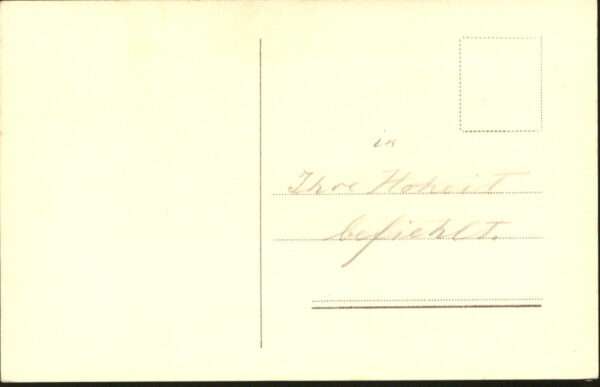 in
Ihre Hoheit
befiehlt.